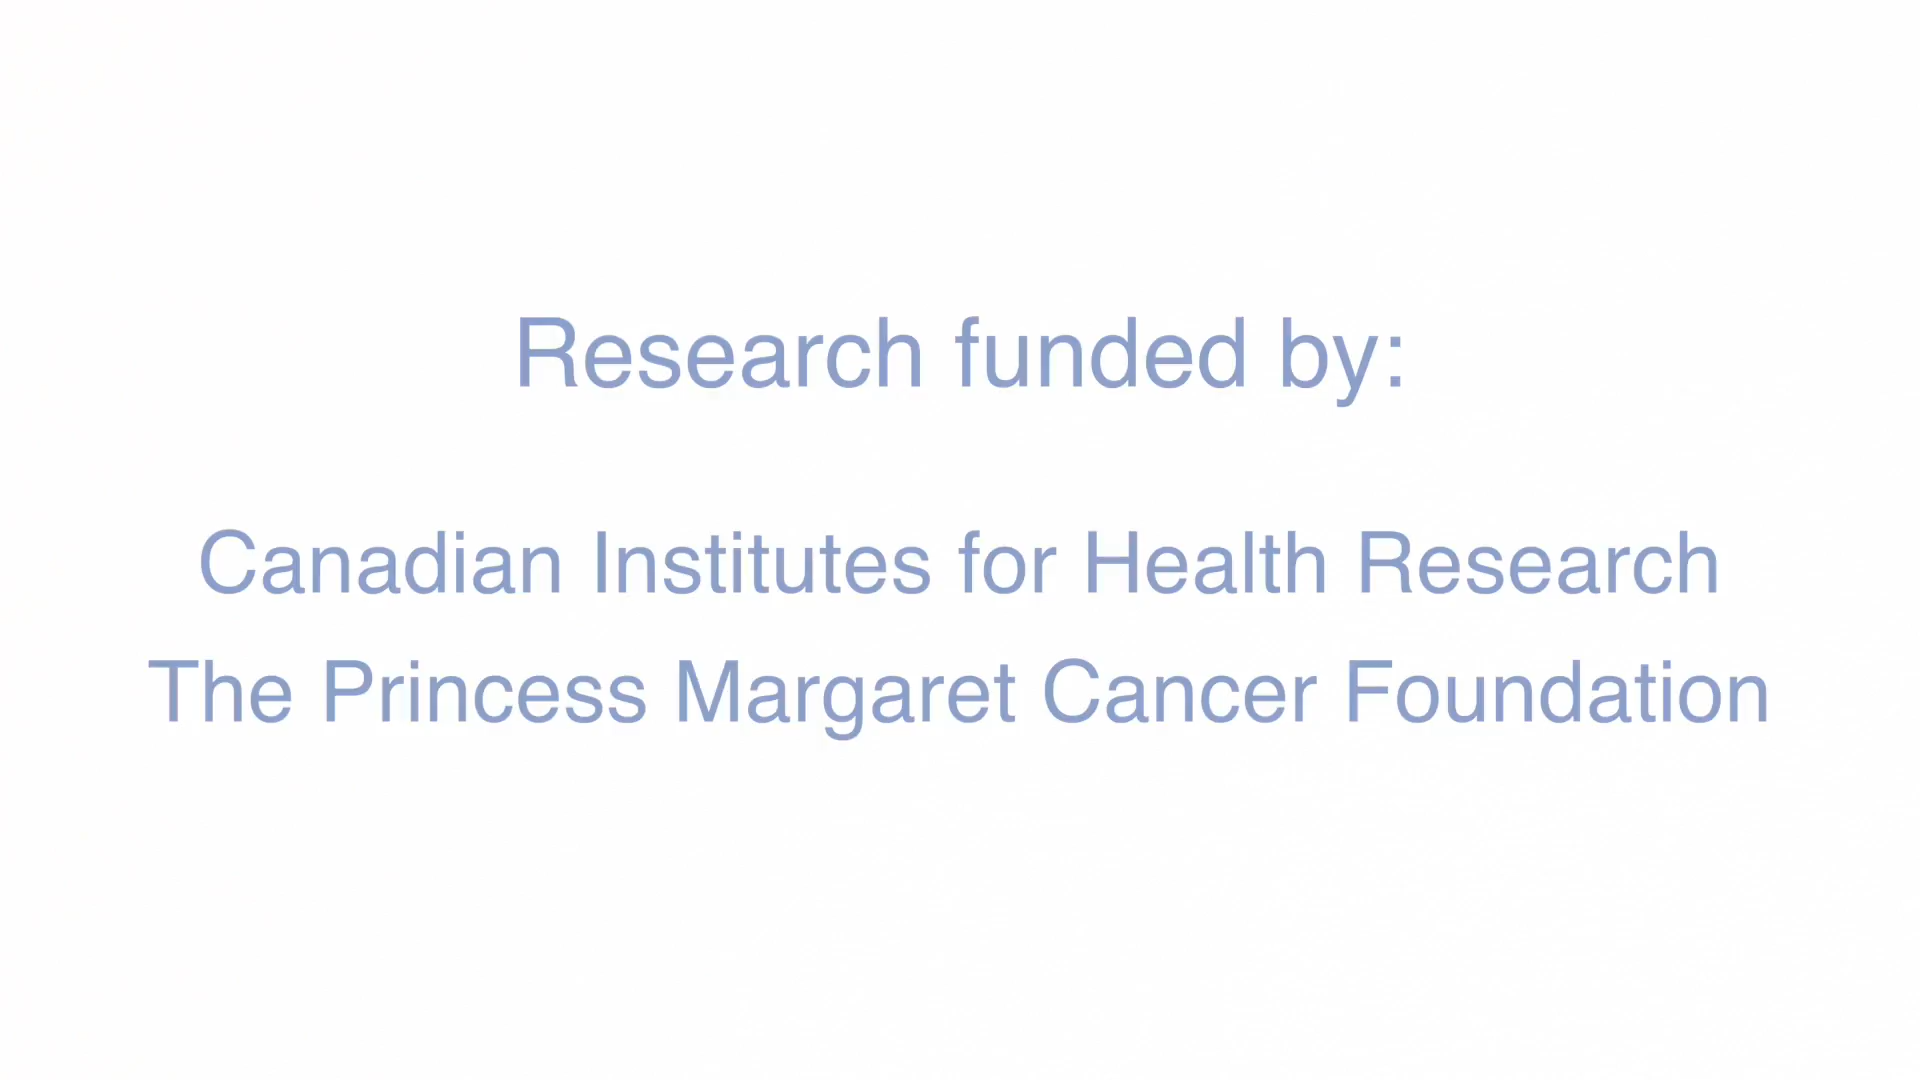 Research funded by:
Canadian Institutes for Health Research
The Princess Margaret Cancer Foundation